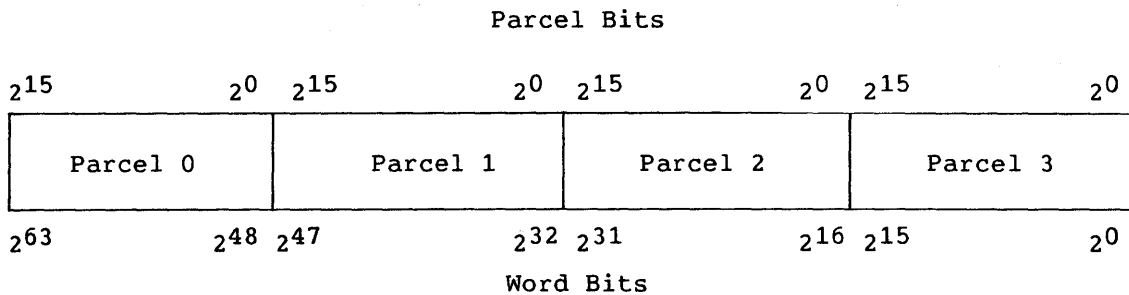 Parcel Bits
2^15 2^0 2^15 2^0 2^15 2^0 2^15 2^0
Parcel 0 Parcel 1 Parcel 2 Parcel 3
2^63 2^48 2^47 2^32 2^31 2^16 2^15 2^0
Word Bits